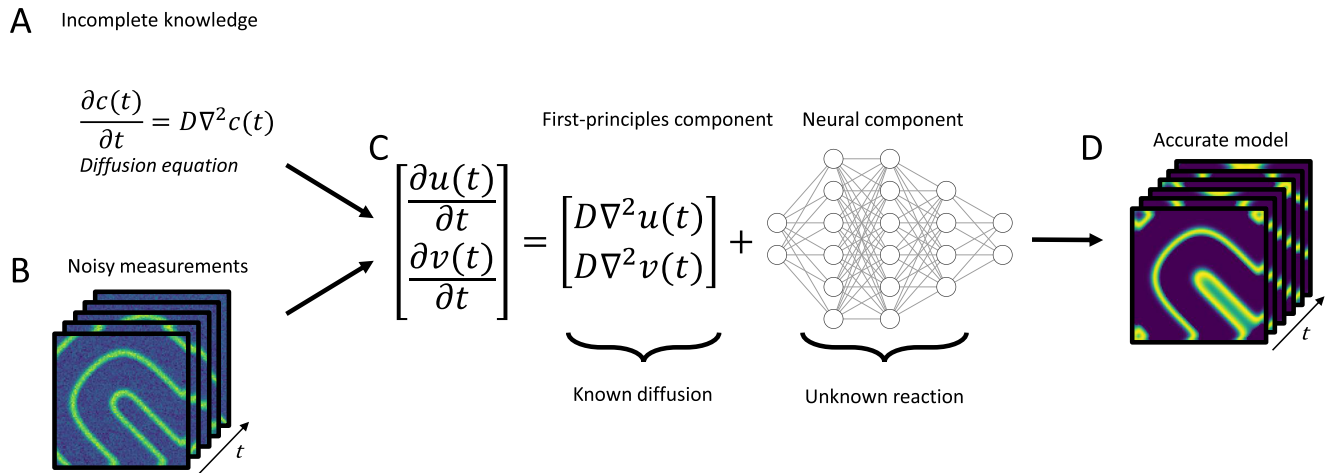 A Incomplete knowledge
∂c(t)/∂t = D∇²c(t)
Diffusion equation
B Noisy measurements
t
C
[∂u(t)/∂t ∂v(t)/∂t] = [D∇²u(t) D∇²v(t)] +
First-principles component
Neural component
Known diffusion
Unknown reaction
D Accurate model
t